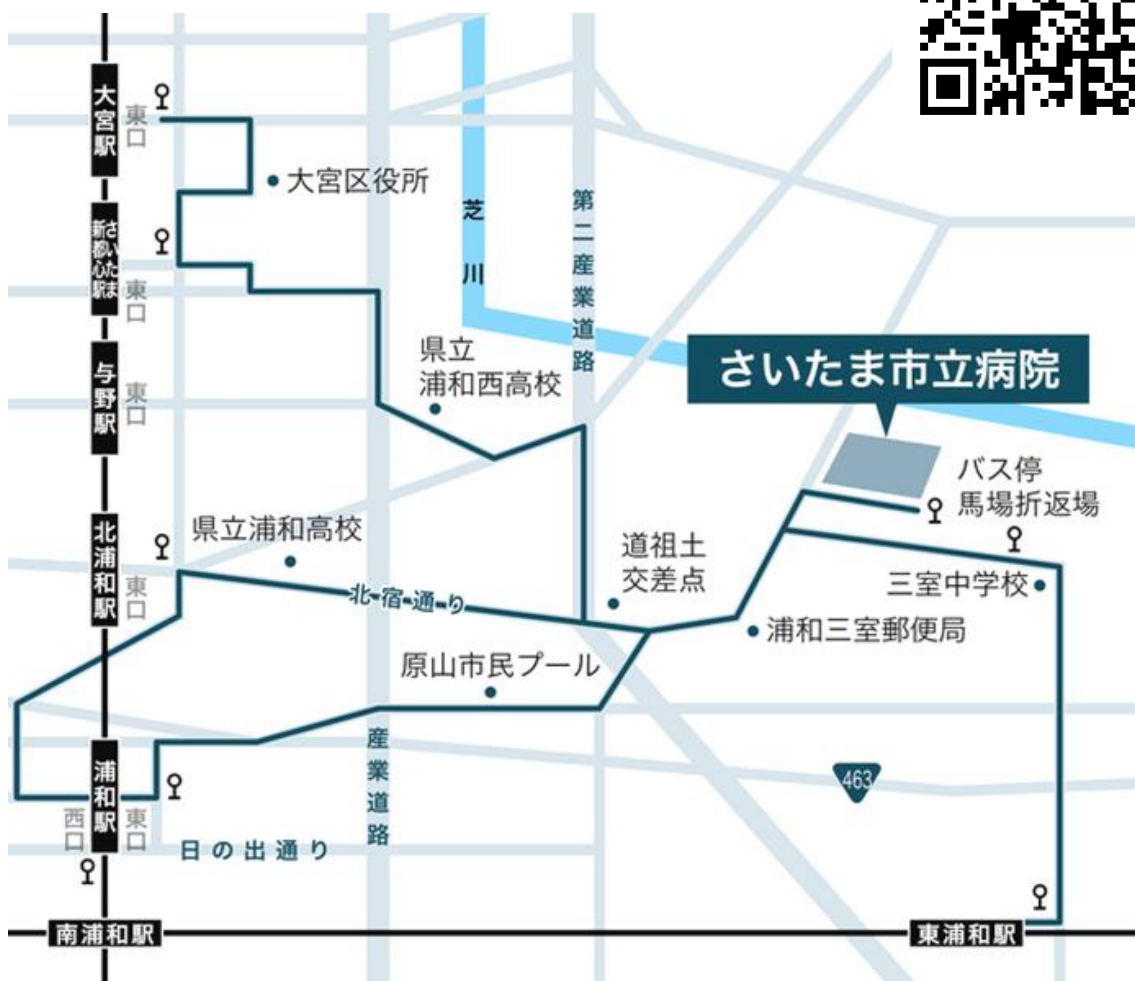 大宮駅
東口
大宮区役所
芝川
第二産業道路
さいたま
新都心駅
東口
県立
浦和西高校
さいたま市立病院
与野駅
東口
バス停
馬場折返場
県立浦和高校
北浦和駅
東口
北宿通り
道祖土
交差点
三室中学校
浦和三室郵便局
原山市民プール
産業道路
463
浦和駅
西口
東口
日の出通り
南浦和駅
東浦和駅